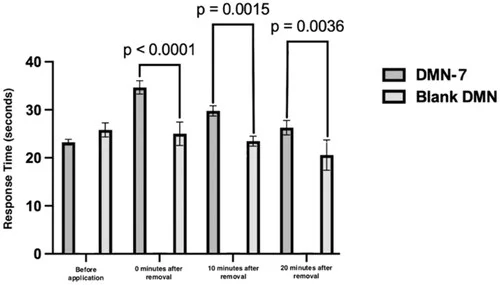 p = 0.0015
p = 0.0036
p < 0.0001
DMN-7
Blank DMN
Response Time (seconds)
40
30
20
10
0
Before
application
0 minutes after
removal
10 minutes after
removal
20 minutes after
removal